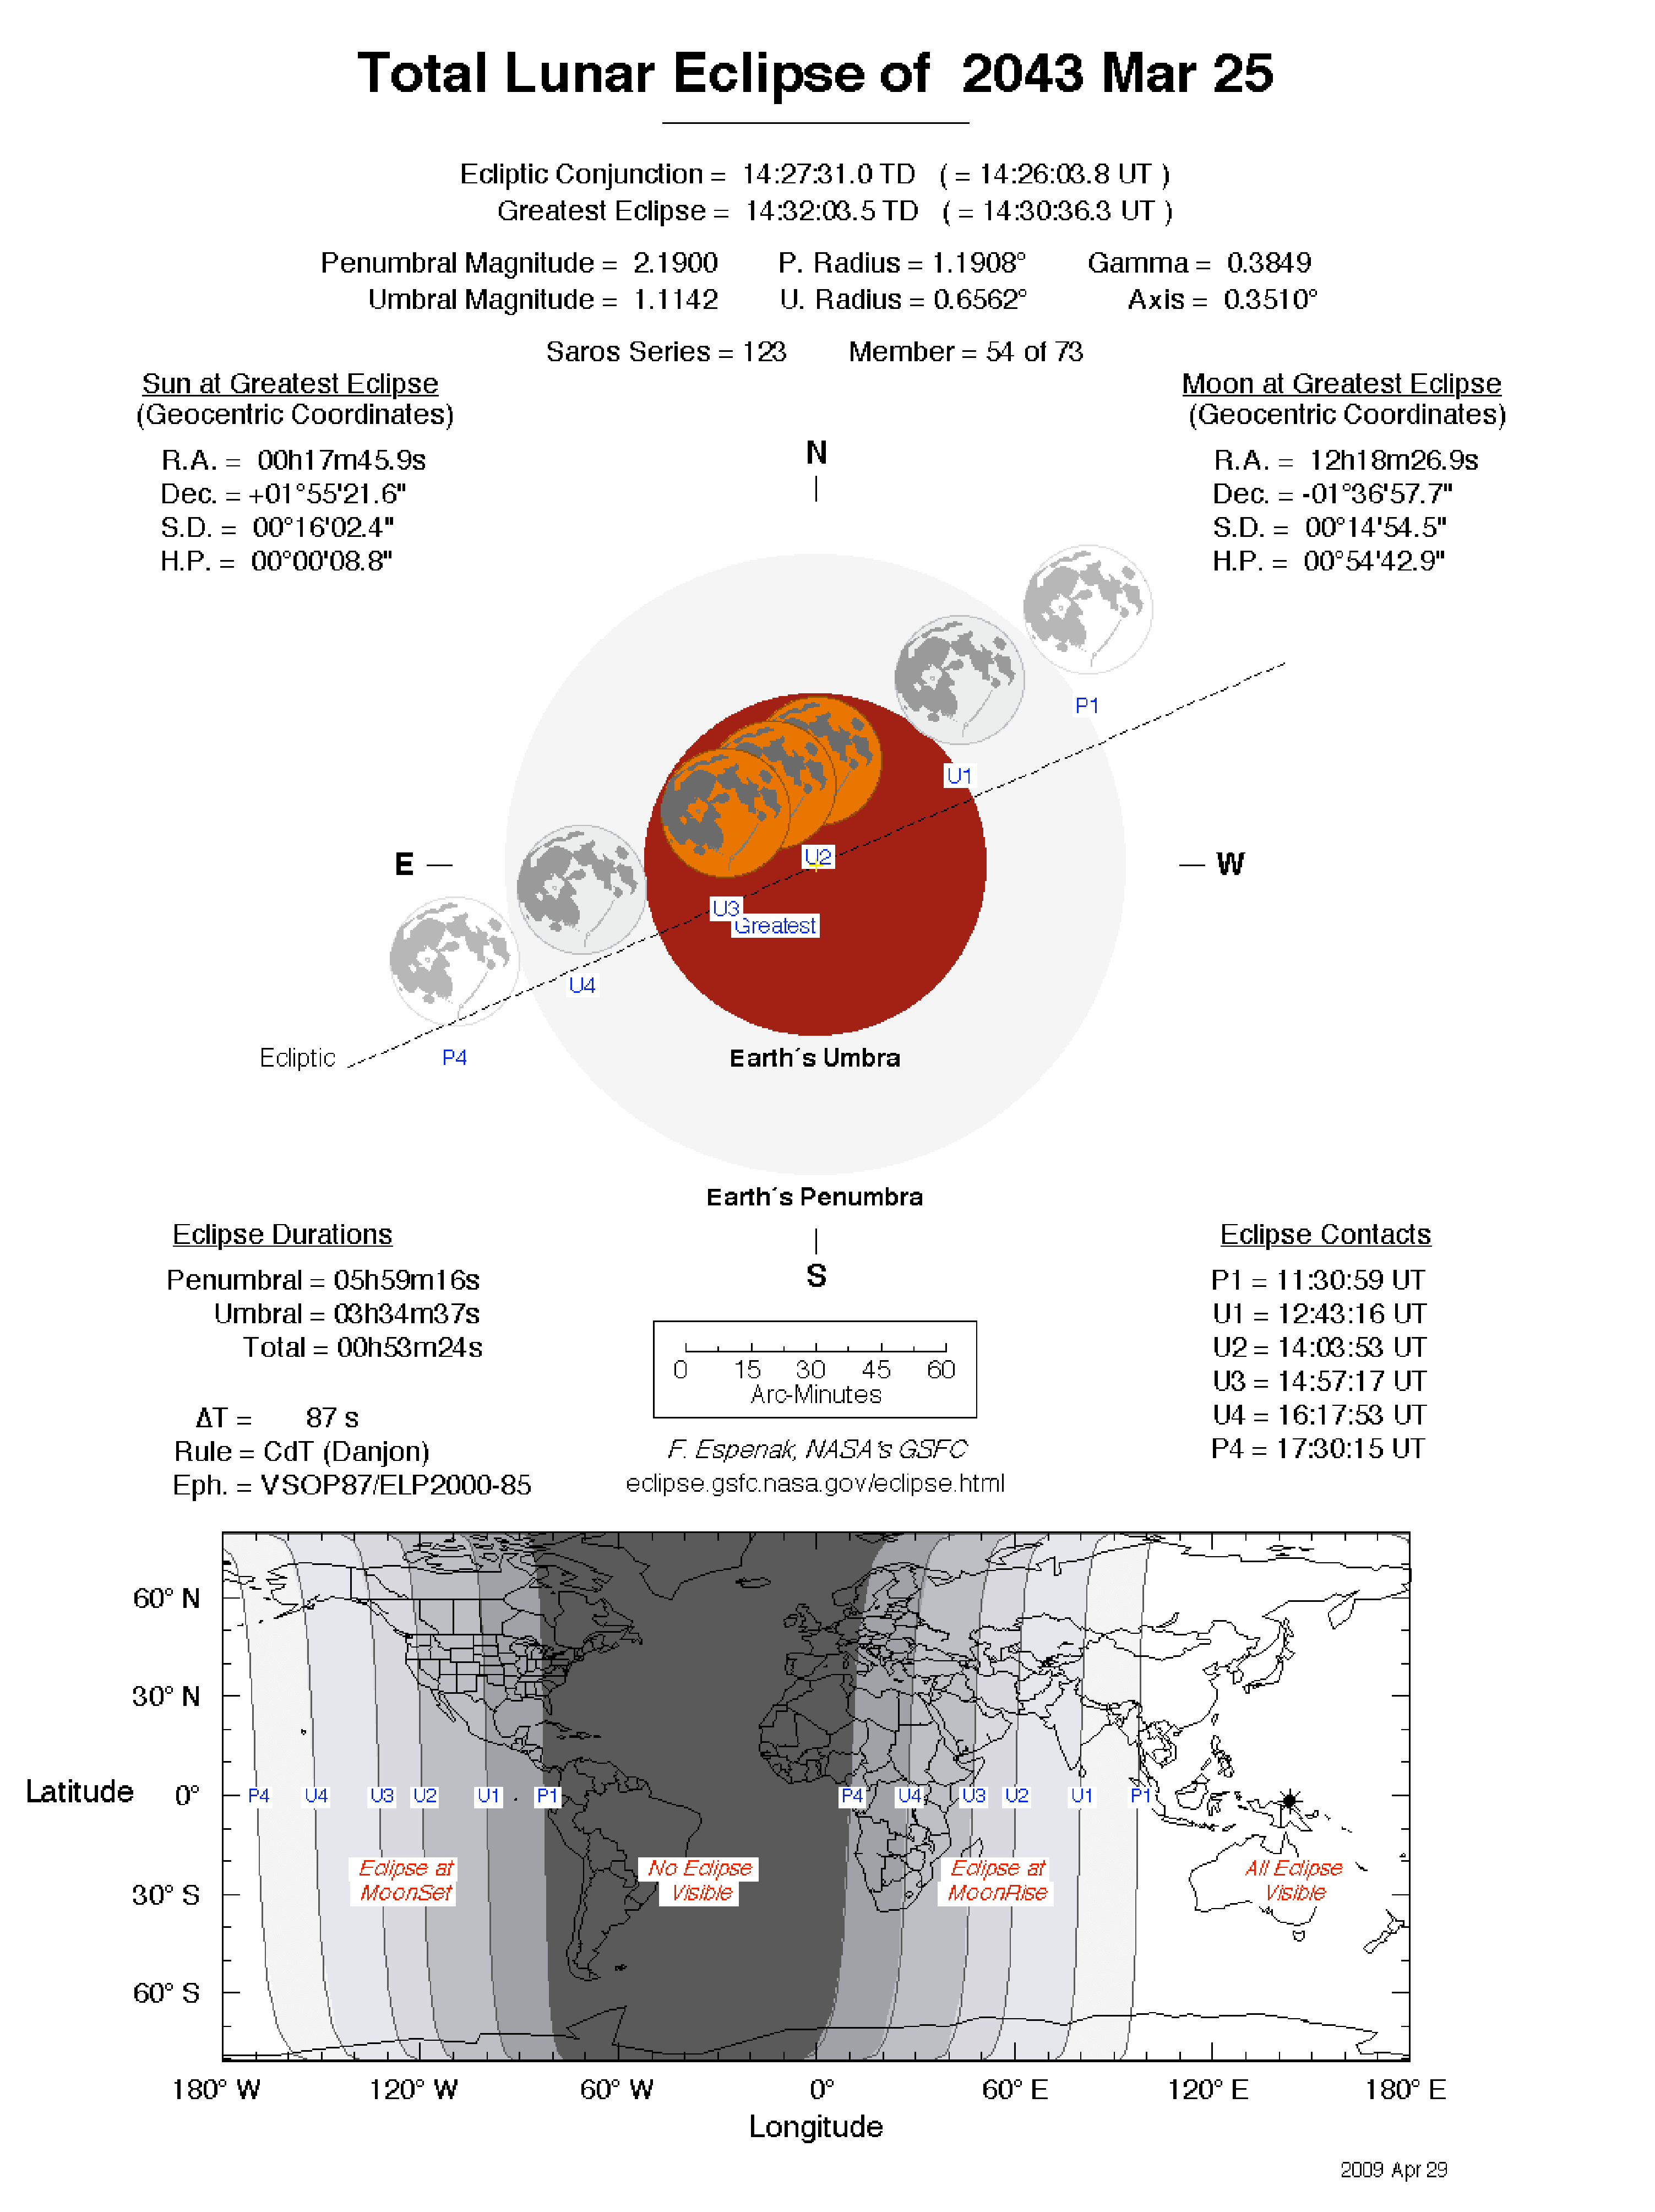 Total Lunar Eclipse of 2043 Mar 25
Ecliptic Conjunction = 14:27:31.0 TD ( = 14:26:03.8 UT )
Greatest Eclipse = 14:32:03.5 TD ( = 14:30:36.3 UT )
Penumbral Magnitude = 2.1900 P. Radius = 1.1908° Gamma = 0.3849
Umbral Magnitude = 1.1142 U. Radius = 0.6562° Axis = 0.3510°
Saros Series = 123 Member = 54 of 73
Sun at Greatest Eclipse
(Geocentric Coordinates)
R.A. = 00h17m45.9s
Dec. = +01°55'21.6"
S.D. = 00°16'02.4"
H.P. = 00°00'08.8"
Moon at Greatest Eclipse
(Geocentric Coordinates)
R.A. = 12h18m26.9s
Dec. = -01°36'57.7"
S.D. = 00°14'54.5"
H.P. = 00°54'42.9"
N
P1
U1
U2
E
W
U3
Greatest
U4
Ecliptic
P4
Earth´s Umbra
Earth´s Penumbra
S
Eclipse Durations
Penumbral = 05h59m16s
Umbral = 03h34m37s
Total = 00h53m24s
ΔT = 87 s
Rule = CdT (Danjon)
Eph. = VSOP87/ELP2000-85
0 15 30 45 60
Arc-Minutes
F. Espenak, NASA's GSFC
eclipse.gsfc.nasa.gov/eclipse.html
Eclipse Contacts
P1 = 11:30:59 UT
U1 = 12:43:16 UT
U2 = 14:03:53 UT
U3 = 14:57:17 UT
U4 = 16:17:53 UT
P4 = 17:30:15 UT
60° N
30° N
Latitude 0°
30° S
60° S
P4 U4 U3 U2 U1 P1 P4 U4 U3 U2 U1 P1
Eclipse at
MoonSet
No Eclipse
Visible
Eclipse at
MoonRise
All Eclipse
Visible
180° W 120° W 60° W 0° 60° E 120° E 180° E
Longitude
2009 Apr 29